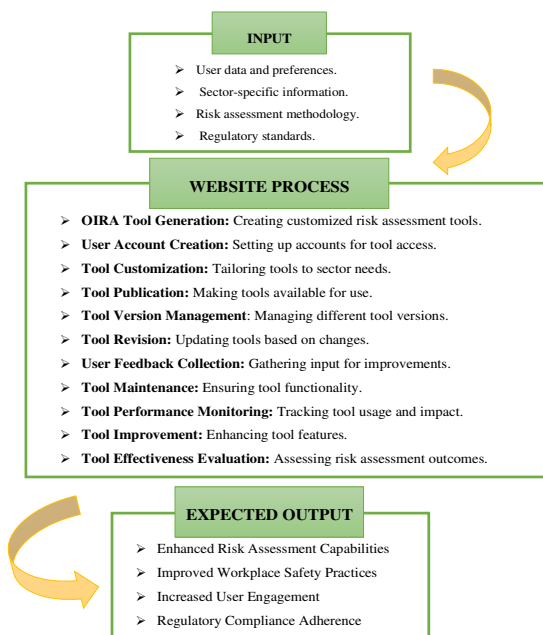 INPUT
➢ User data and preferences.
➢ Sector-specific information.
➢ Risk assessment methodology.
➢ Regulatory standards.
WEBSITE PROCESS
➢ OIRA Tool Generation: Creating customized risk assessment tools.
➢ User Account Creation: Setting up accounts for tool access.
➢ Tool Customization: Tailoring tools to sector needs.
➢ Tool Publication: Making tools available for use.
➢ Tool Version Management: Managing different tool versions.
➢ Tool Revision: Updating tools based on changes.
➢ User Feedback Collection: Gathering input for improvements.
➢ Tool Maintenance: Ensuring tool functionality.
➢ Tool Performance Monitoring: Tracking tool usage and impact.
➢ Tool Improvement: Enhancing tool features.
➢ Tool Effectiveness Evaluation: Assessing risk assessment outcomes.
EXPECTED OUTPUT
➢ Enhanced Risk Assessment Capabilities
➢ Improved Workplace Safety Practices
➢ Increased User Engagement
➢ Regulatory Compliance Adherence